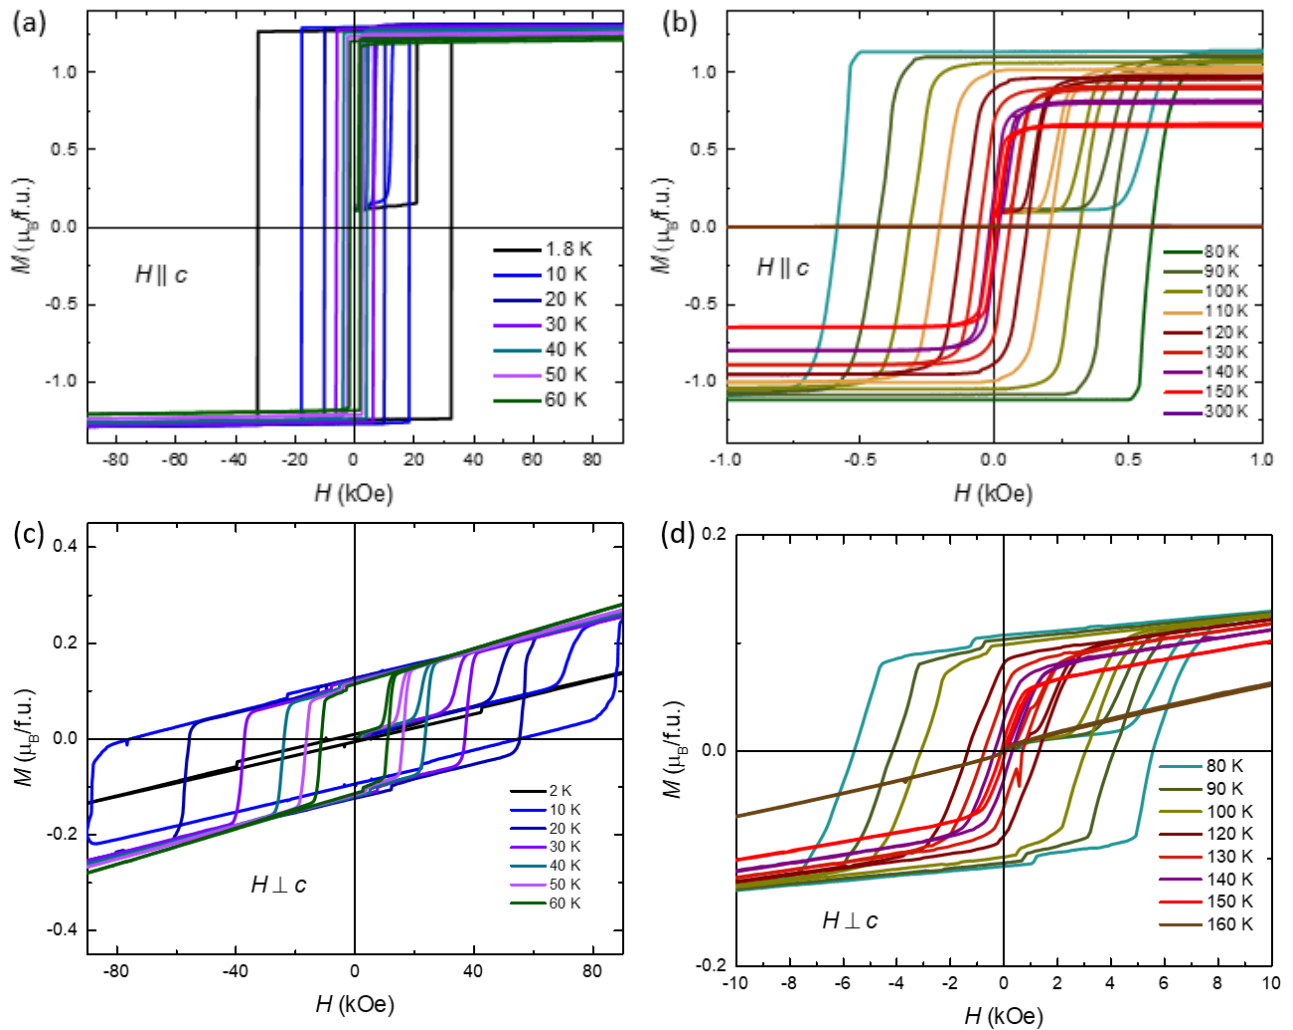 (a)
1.0
0.5
0.0
-0.5
-1.0
M (μB/f.u.)
H || c
1.8 K
10 K
20 K
30 K
40 K
50 K
60 K
-80 -60 -40 -20 0 20 40 60 80
H (kOe)
(b)
1.0
0.5
0.0
-0.5
-1.0
M (μB/f.u.)
H || c
80 K
90 K
100 K
110 K
120 K
130 K
140 K
150 K
300 K
-1.0 -0.5 0.0 0.5 1.0
H (kOe)
(c)
0.4
0.2
0.0
-0.2
-0.4
M (μB/f.u.)
H ⊥ c
2 K
10 K
20 K
30 K
40 K
50 K
60 K
-80 -40 0 40 80
H (kOe)
(d)
0.2
0.0
-0.2
M (μB/f.u.)
H ⊥ c
80 K
90 K
100 K
120 K
130 K
140 K
150 K
160 K
-10 -8 -6 -4 -2 0 2 4 6 8 10
H (kOe)